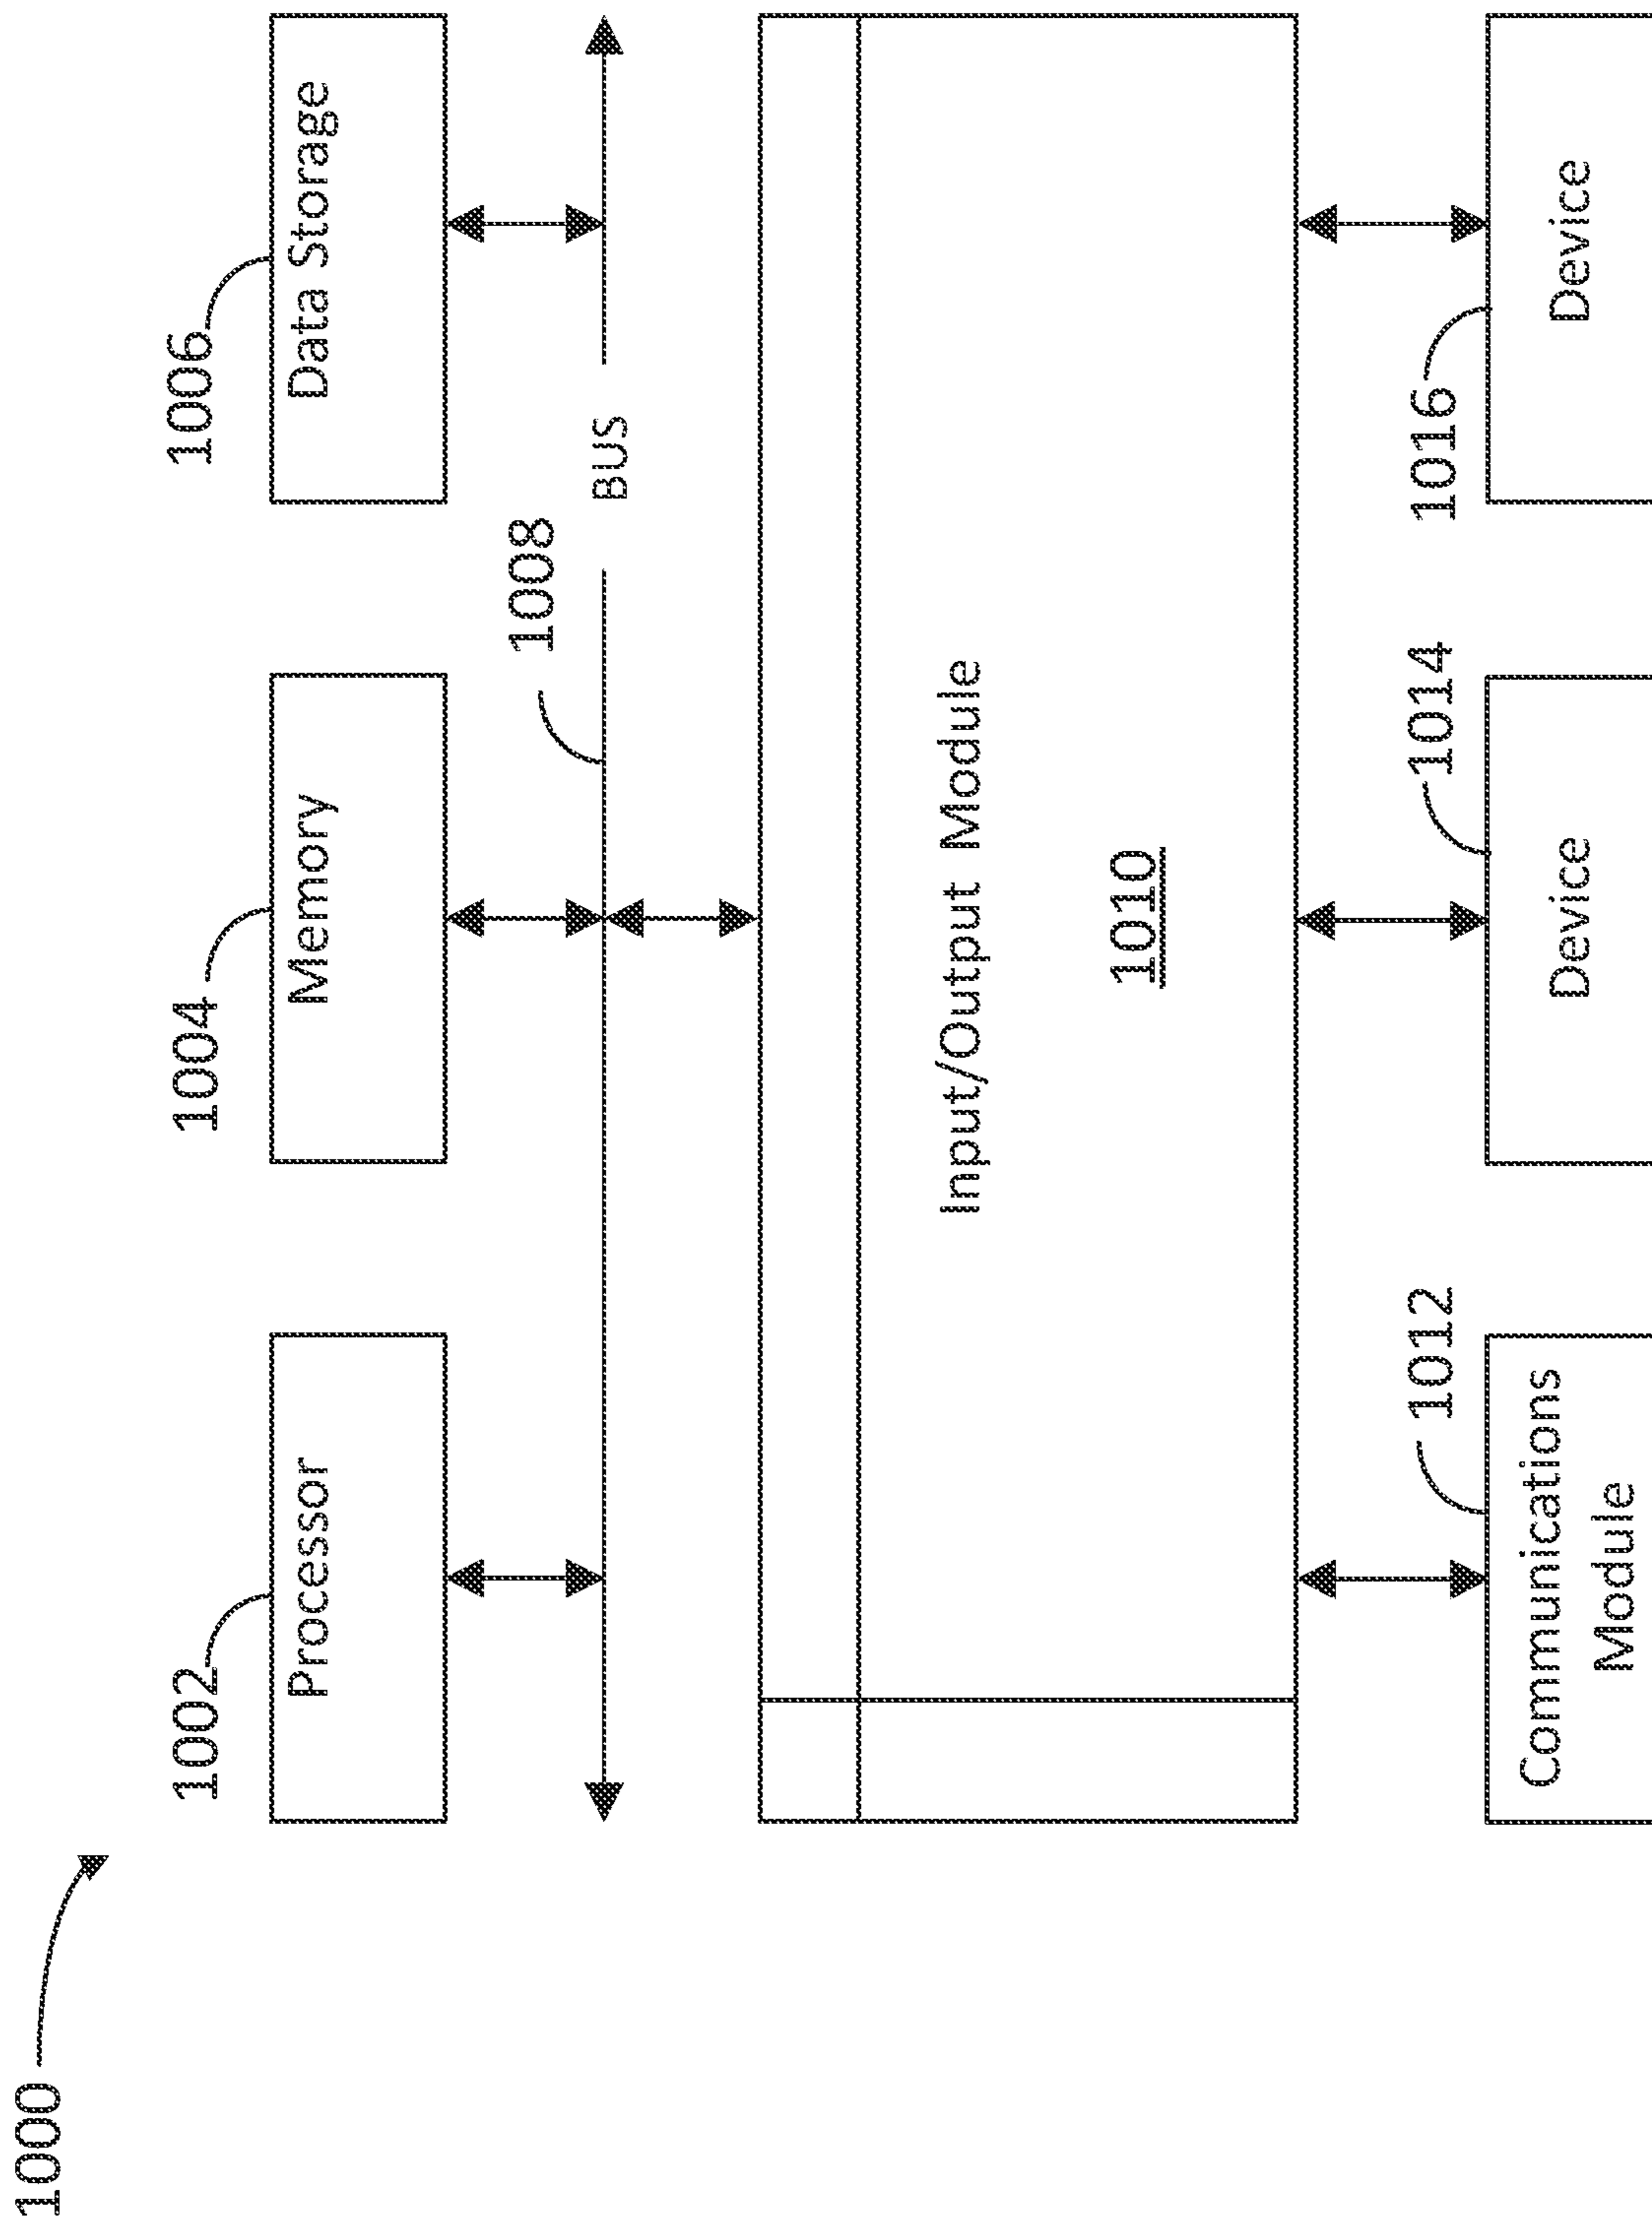 1000
1002
1004
1006
Processor
Memory
Data Storage
1008
BUS
Input/Output Module
1010
1012
1014
1016
Communications
Module
Device
Device